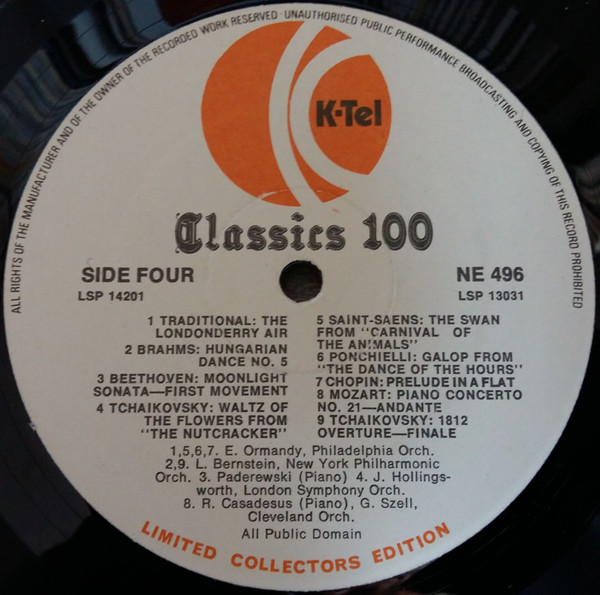 ALL RIGHTS OF THE MANUFACTURER AND OF THE OWNER OF THE RECORDED WORK RESERVED · UNAUTHORISED PUBLIC PERFORMANCE BROADCASTING AND COPYING OF THIS RECORD PROHIBITED
K-Tel
Classics 100
SIDE FOUR
LSP 14201
NE 496
LSP 13031
1 TRADITIONAL: THE
LONDONDERRY AIR
2 BRAHMS: HUNGARIAN
DANCE NO. 5
3 BEETHOVEN: MOONLIGHT
SONATA—FIRST MOVEMENT
4 TCHAIKOVSKY: WALTZ OF
THE FLOWERS FROM
"THE NUTCRACKER"
5 SAINT-SAENS: THE SWAN
FROM "CARNIVAL OF
THE ANIMALS"
6 PONCHIELLI: GALOP FROM
"THE DANCE OF THE HOURS"
7 CHOPIN: PRELUDE IN A FLAT
8 MOZART: PIANO CONCERTO
NO. 21—ANDANTE
9 TCHAIKOVSKY: 1812
OVERTURE—FINALE
1,5,6,7. E. Ormandy, Philadelphia Orch.
2,9. L. Bernstein, New York Philharmonic
Orch. 3. Paderewski (Piano) 4. J. Hollings-
worth, London Symphony Orch.
8. R. Casadesus (Piano), G. Szell,
Cleveland Orch.
All Public Domain
LIMITED COLLECTORS EDITION